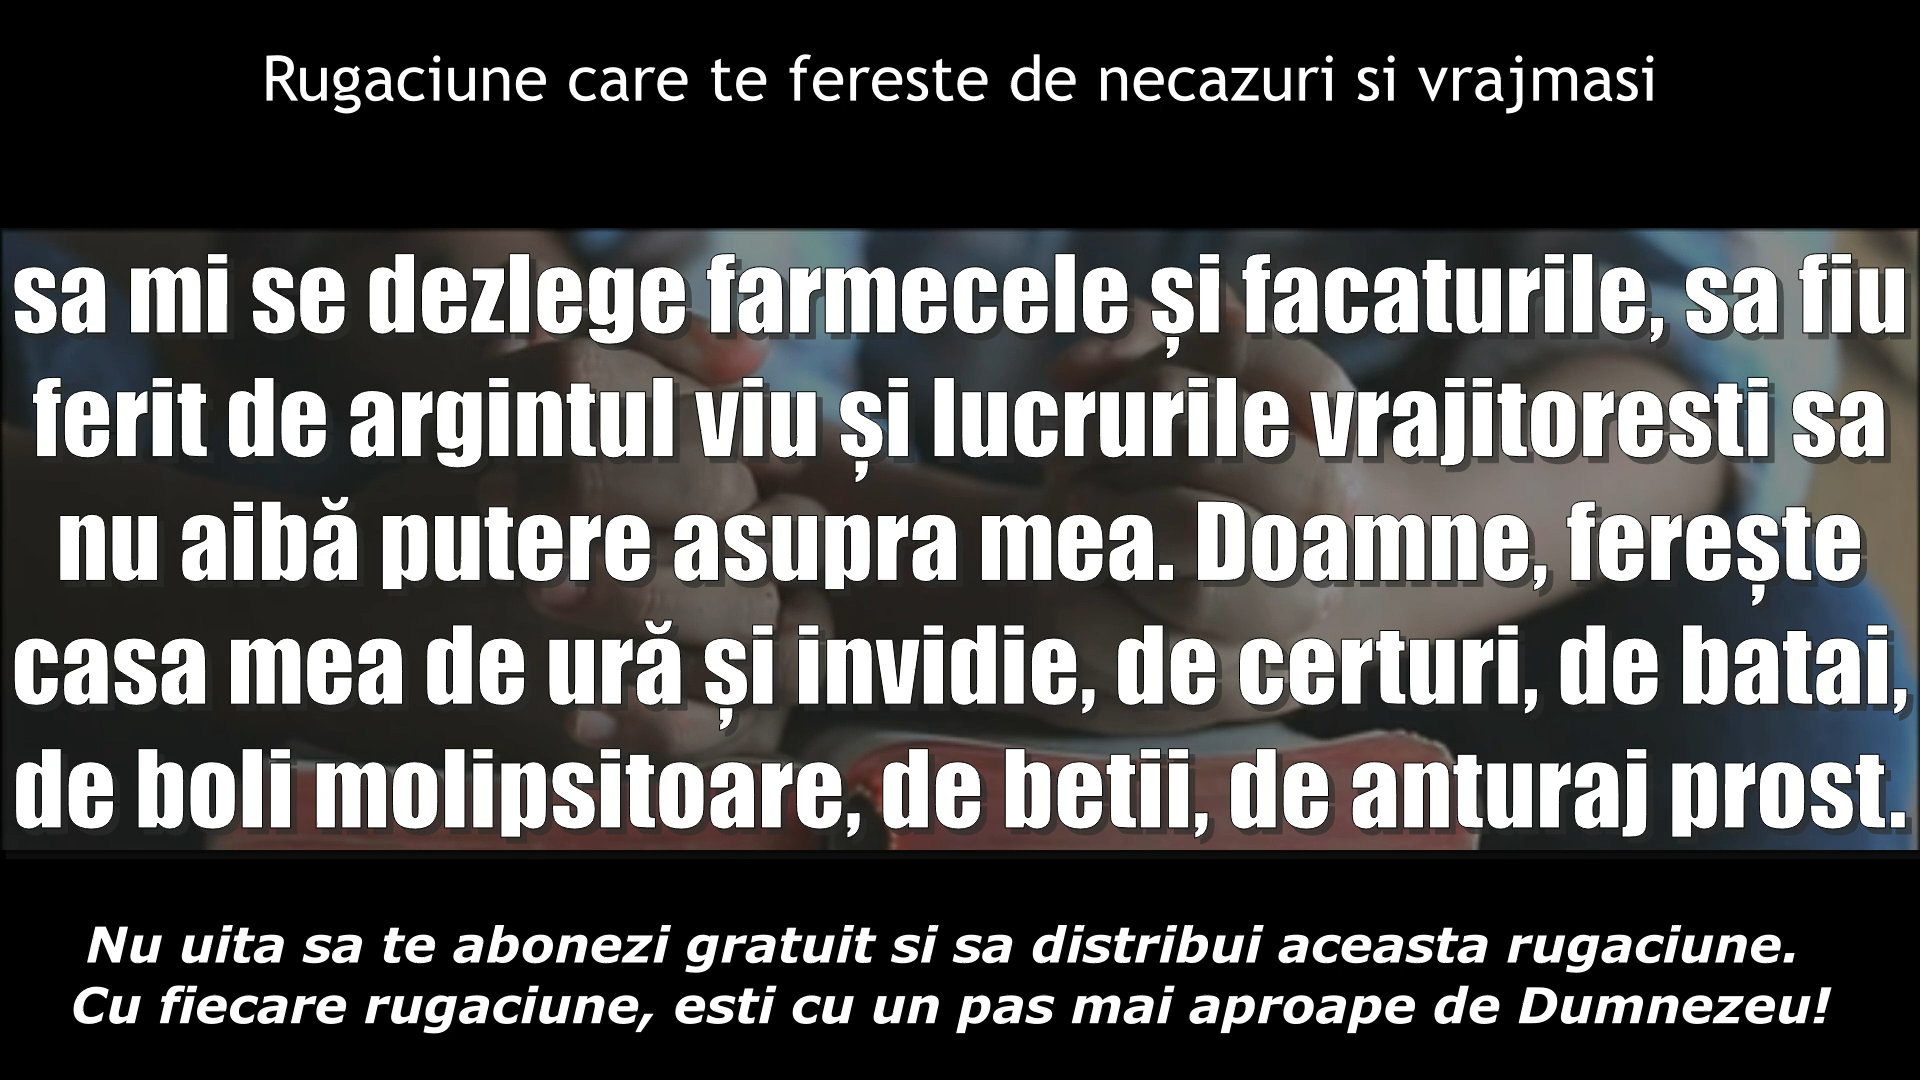 Rugaciune care te fereste de necazuri si vrajmasi
sa mi se dezlege farmecele și facaturile, sa fiu
ferit de argintul viu și lucrurile vrajitoresti sa
nu aibă putere asupra mea. Doamne, ferește
casa mea de ură și invidie, de certuri, de batai,
de boli molipsitoare, de betii, de anturaj prost.
Nu uita sa te abonezi gratuit si sa distribui aceasta rugaciune.
Cu fiecare rugaciune, esti cu un pas mai aproape de Dumnezeu!